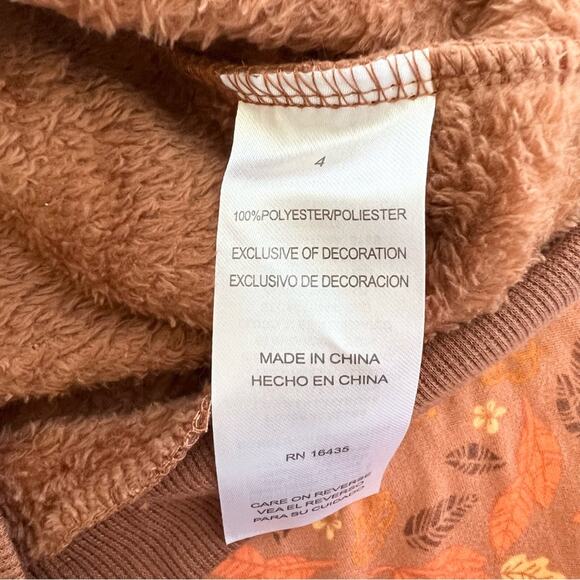 4
100%POLYESTER/POLIESTER
EXCLUSIVE OF DECORATION
EXCLUSIVO DE DECORACION
MADE IN CHINA
HECHO EN CHINA
RN 16435
CARE ON REVERSE
VEA EL REVERSO
PARA SU CUIDADO